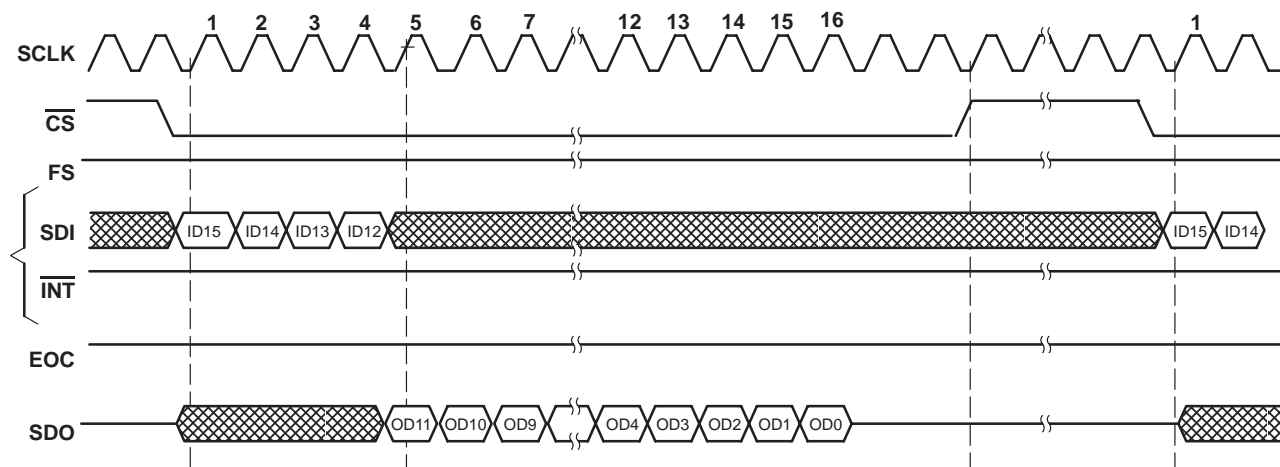 1 2 3 4 5 6 7 12 13 14 15 16 1
SCLK
CS
FS
SDI ID15 ID14 ID13 ID12 ID15 ID14
INT
EOC
SDO OD11 OD10 OD9 OD4 OD3 OD2 OD1 OD0